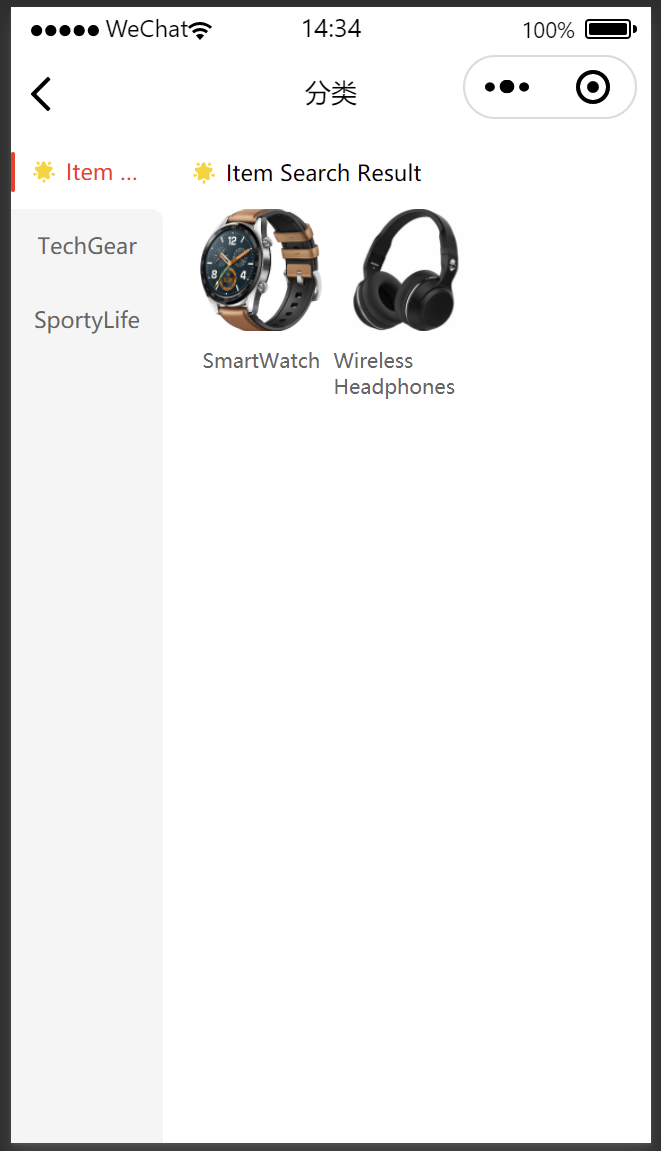 WeChat 14:34 100%
分类
🌟 Item ...
🌟 Item Search Result
TechGear
SportyLife
SmartWatch
Wireless
Headphones